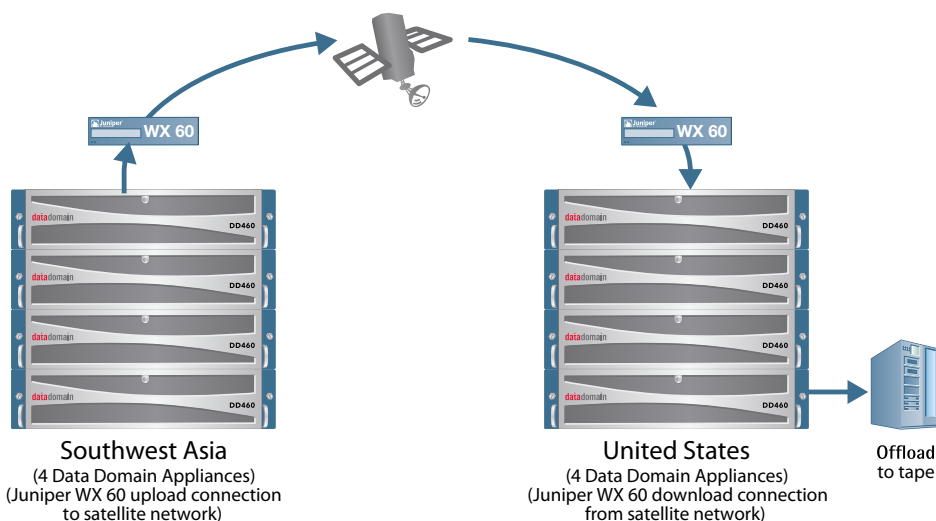 Juniper
WX 60
Juniper
WX 60
datadomain
DD460
datadomain
DD460
datadomain
DD460
datadomain
DD460
datadomain
DD460
datadomain
DD460
datadomain
DD460
datadomain
DD460
Southwest Asia
(4 Data Domain Appliances)
(Juniper WX 60 upload connection
to satellite network)
United States
(4 Data Domain Appliances)
(Juniper WX 60 download connection
from satellite network)
Offload
to tape